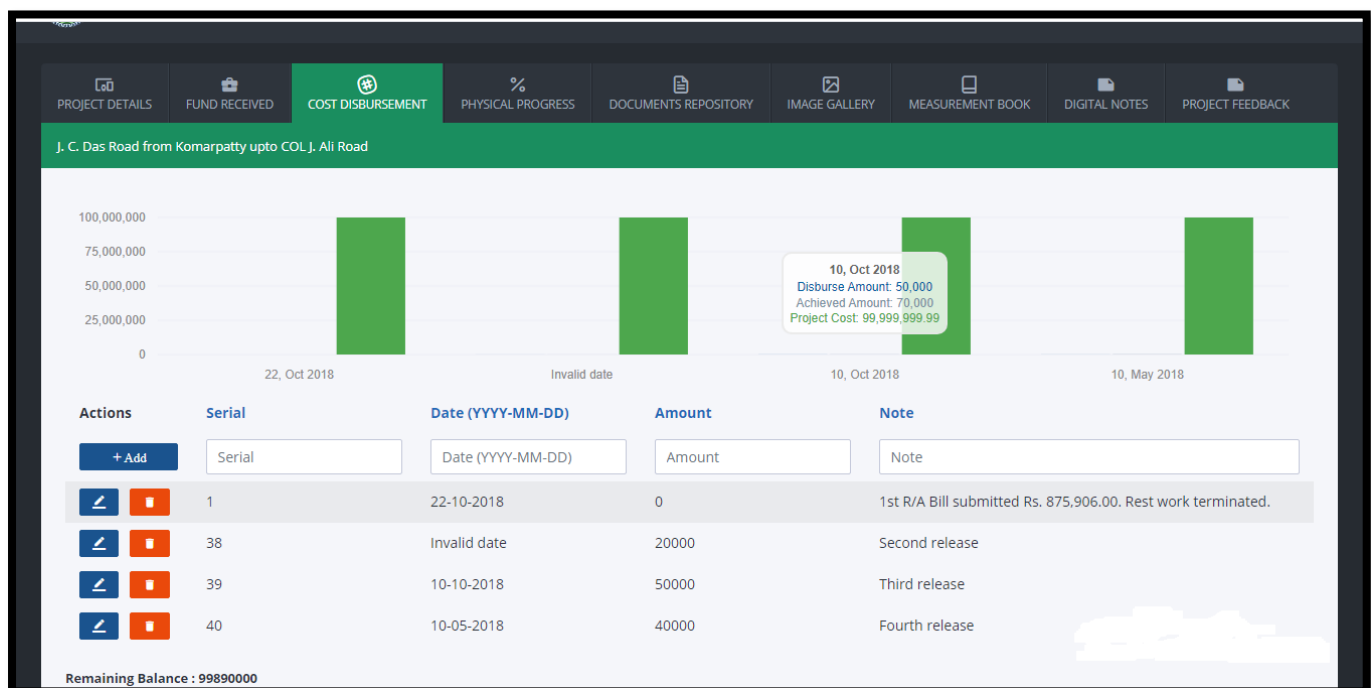 PROJECT DETAILS FUND RECEIVED COST DISBURSEMENT PHYSICAL PROGRESS DOCUMENTS REPOSITORY IMAGE GALLERY MEASUREMENT BOOK DIGITAL NOTES PROJECT FEEDBACK
J. C. Das Road from Komarpatty upto COL J. Ali Road
100,000,000
75,000,000
50,000,000
25,000,000
0
10, Oct 2018
Disburse Amount: 50,000
Achieved Amount: 70,000
Project Cost: 99,999,999.99
22, Oct 2018 Invalid date 10, Oct 2018 10, May 2018
Actions Serial Date (YYYY-MM-DD) Amount Note
+ Add Serial Date (YYYY-MM-DD) Amount Note
1 22-10-2018 0 1st R/A Bill submitted Rs. 875,906.00. Rest work terminated.
38 Invalid date 20000 Second release
39 10-10-2018 50000 Third release
40 10-05-2018 40000 Fourth release
Remaining Balance : 99890000